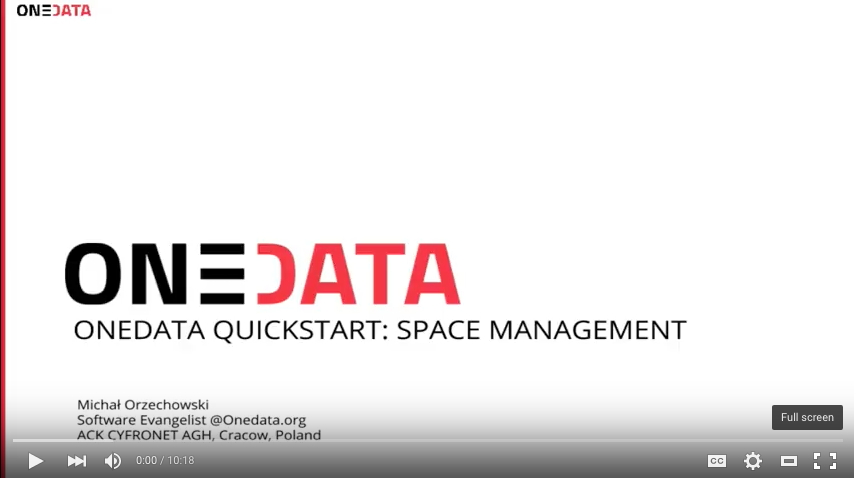 ONEDATA
ONEDATA
ONEDATA QUICKSTART: SPACE MANAGEMENT
Michał Orzechowski
Software Evangelist @Onedata.org
ACK CYFRONET AGH, Cracow, Poland
Full screen
0:00 / 10:18
CC